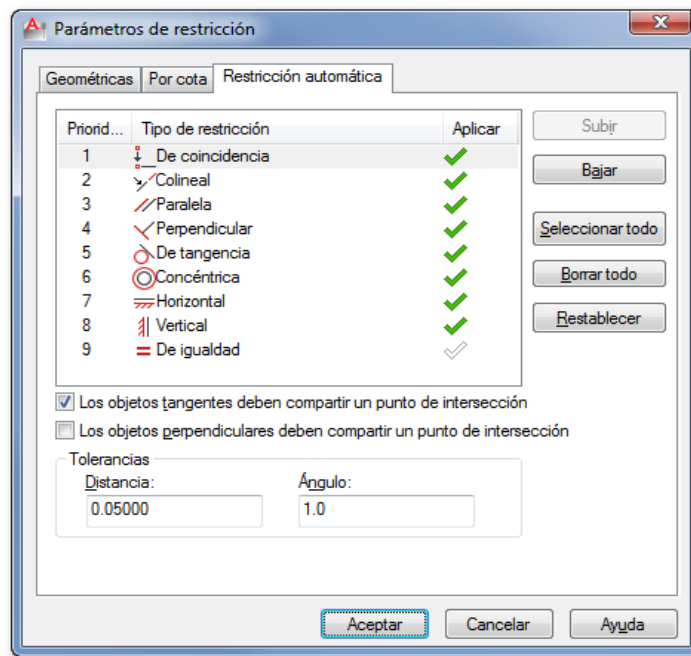 Parámetros de restricción
Geométricas Por cota Restricción automática
Priorid... Tipo de restricción Aplicar
1 De coincidencia
2 Colineal
3 Paralela
4 Perpendicular
5 De tangencia
6 Concéntrica
7 Horizontal
8 Vertical
9 De igualdad
Subir
Bajar
Seleccionar todo
Borrar todo
Restablecer
Los objetos tangentes deben compartir un punto de intersección
Los objetos perpendiculares deben compartir un punto de intersección
Tolerancias
Distancia: Ángulo:
0.05000 1.0
Aceptar Cancelar Ayuda